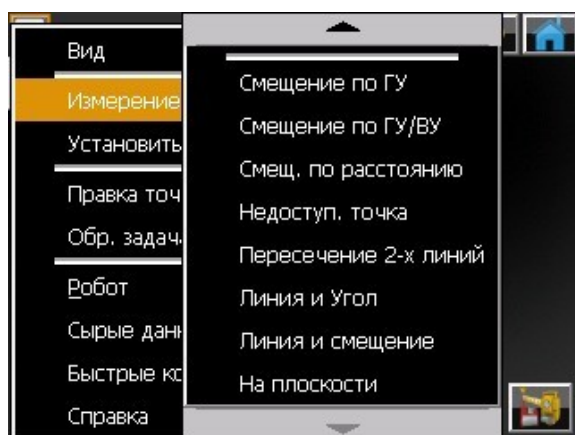 Вид
Измерение
Установить
Правка точ
Обр. задача
Робот
Сырые дан
Быстрые ко
Справка
Смещение по ГУ
Смещение по ГУ/ВУ
Смещ. по расстоянию
Недоступ. точка
Пересечение 2-х линий
Линия и Угол
Линия и смещение
На плоскости